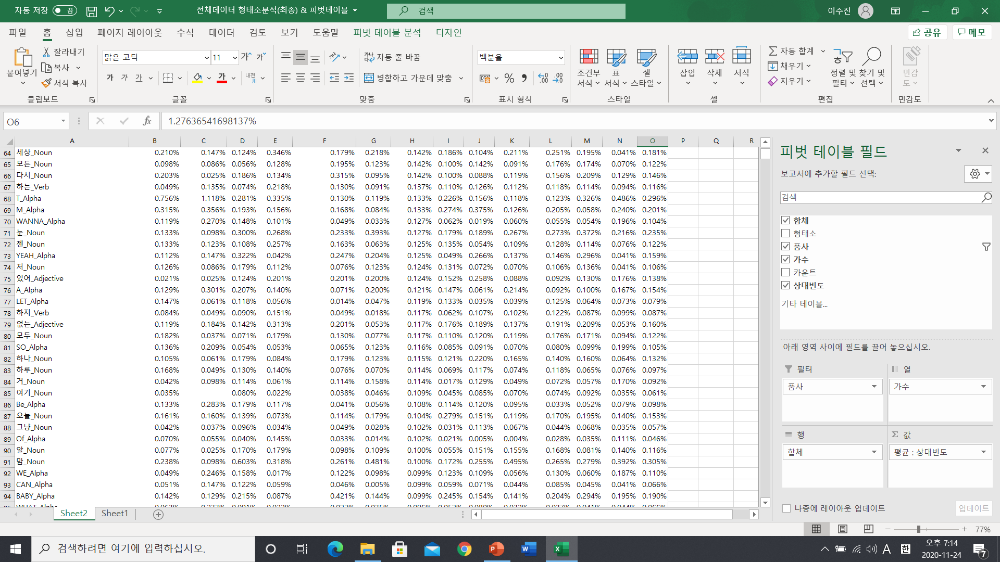 자동 저장 끔 전체데이터 형태소분석(최종) & 피벗테이블 검색 이수진
파일 홈 삽입 페이지 레이아웃 수식 데이터 검토 보기 도움말 피벗 테이블 분석 디자인 공유 메모
붙여넣기 잘라내기 복사 서식 복사 클립보드
맑은 고딕 11 가 가 가 가 가 가 내천 글꼴
가나 자동 줄 바꿈 병합하고 가운데 맞춤 맞춤
백분율 % 표시 형식
조건부 서식 표 서식 셀 스타일 스타일
삽입 삭제 서식 셀
자동 합계 채우기 지우기 정렬 및 필터 찾기 및 선택 편집
민감도 민감도
O6 fx 1.27636541698137%
A B C D E F G H I J K L M N O P Q R
64 세상_Noun 0.210% 0.147% 0.124% 0.346% 0.179% 0.218% 0.142% 0.186% 0.104% 0.211% 0.251% 0.195% 0.041% 0.181%
65 모든_Noun 0.098% 0.086% 0.056% 0.128% 0.195% 0.123% 0.142% 0.100% 0.142% 0.091% 0.176% 0.174% 0.070% 0.122%
66 다시_Noun 0.203% 0.025% 0.186% 0.134% 0.315% 0.095% 0.142% 0.100% 0.088% 0.119% 0.156% 0.209% 0.129% 0.146%
67 하는_Verb 0.049% 0.135% 0.074% 0.218% 0.130% 0.091% 0.137% 0.110% 0.126% 0.112% 0.118% 0.114% 0.094% 0.116%
68 T_Alpha 0.756% 1.118% 0.281% 0.335% 0.130% 0.119% 0.133% 0.226% 0.156% 0.118% 0.123% 0.326% 0.486% 0.296%
69 M_Alpha 0.315% 0.356% 0.193% 0.156% 0.168% 0.084% 0.133% 0.274% 0.375% 0.126% 0.205% 0.058% 0.240% 0.201%
70 WANNA_Alpha 0.119% 0.270% 0.148% 0.101% 0.049% 0.033% 0.127% 0.062% 0.019% 0.060% 0.055% 0.054% 0.196% 0.104%
71 눈_Noun 0.133% 0.098% 0.300% 0.268% 0.233% 0.393% 0.127% 0.179% 0.189% 0.267% 0.273% 0.372% 0.216% 0.235%
72 젠_Noun 0.133% 0.123% 0.108% 0.257% 0.163% 0.063% 0.125% 0.135% 0.054% 0.109% 0.128% 0.114% 0.076% 0.122%
73 YEAH_Alpha 0.112% 0.147% 0.322% 0.042% 0.247% 0.204% 0.125% 0.049% 0.266% 0.137% 0.146% 0.296% 0.041% 0.159%
74 저_Noun 0.126% 0.086% 0.179% 0.112% 0.076% 0.123% 0.124% 0.131% 0.072% 0.070% 0.106% 0.136% 0.041% 0.106%
75 있어_Adjective 0.021% 0.025% 0.124% 0.201% 0.201% 0.200% 0.124% 0.152% 0.258% 0.088% 0.092% 0.130% 0.176% 0.138%
76 A_Alpha 0.129% 0.301% 0.207% 0.140% 0.071% 0.200% 0.121% 0.147% 0.061% 0.214% 0.092% 0.100% 0.167% 0.154%
77 LET_Alpha 0.147% 0.061% 0.118% 0.056% 0.014% 0.047% 0.119% 0.133% 0.035% 0.039% 0.125% 0.064% 0.073% 0.079%
78 하지_Verb 0.084% 0.049% 0.090% 0.151% 0.049% 0.018% 0.117% 0.062% 0.107% 0.102% 0.122% 0.087% 0.099% 0.087%
79 없는_Adjective 0.119% 0.184% 0.142% 0.313% 0.201% 0.053% 0.117% 0.176% 0.189% 0.137% 0.191% 0.209% 0.053% 0.160%
80 모두_Noun 0.182% 0.037% 0.071% 0.179% 0.130% 0.077% 0.117% 0.110% 0.120% 0.119% 0.176% 0.171% 0.094% 0.122%
81 SO_Alpha 0.136% 0.209% 0.054% 0.053% 0.065% 0.123% 0.116% 0.085% 0.091% 0.070% 0.080% 0.099% 0.199% 0.105%
82 하나_Noun 0.105% 0.061% 0.179% 0.084% 0.179% 0.123% 0.115% 0.121% 0.220% 0.165% 0.140% 0.160% 0.064% 0.132%
83 하루_Noun 0.168% 0.049% 0.130% 0.140% 0.076% 0.070% 0.114% 0.069% 0.117% 0.074% 0.118% 0.065% 0.076% 0.097%
84 거_Noun 0.042% 0.098% 0.114% 0.061% 0.114% 0.158% 0.114% 0.017% 0.129% 0.049% 0.072% 0.057% 0.170% 0.092%
85 여기_Noun 0.035% 0.080% 0.022% 0.038% 0.046% 0.109% 0.045% 0.085% 0.070% 0.074% 0.092% 0.035% 0.061%
86 Be_Alpha 0.133% 0.283% 0.179% 0.117% 0.041% 0.056% 0.108% 0.114% 0.120% 0.095% 0.033% 0.052% 0.079% 0.098%
87 오늘_Noun 0.161% 0.160% 0.139% 0.073% 0.114% 0.179% 0.104% 0.279% 0.151% 0.119% 0.170% 0.195% 0.140% 0.153%
88 그냥_Noun 0.042% 0.037% 0.096% 0.034% 0.049% 0.028% 0.102% 0.031% 0.113% 0.067% 0.044% 0.068% 0.035% 0.057%
89 Of_Alpha 0.070% 0.055% 0.040% 0.145% 0.033% 0.014% 0.102% 0.021% 0.005% 0.004% 0.028% 0.035% 0.111% 0.046%
90 알_Noun 0.077% 0.025% 0.170% 0.179% 0.098% 0.109% 0.100% 0.055% 0.151% 0.155% 0.168% 0.081% 0.140% 0.116%
91 맘_Noun 0.238% 0.098% 0.603% 0.318% 0.261% 0.481% 0.100% 0.172% 0.255% 0.495% 0.265% 0.279% 0.392% 0.305%
92 WE_Alpha 0.049% 0.246% 0.158% 0.017% 0.122% 0.098% 0.099% 0.123% 0.109% 0.056% 0.130% 0.060% 0.187% 0.110%
93 CAN_Alpha 0.051% 0.147% 0.122% 0.059% 0.046% 0.005% 0.099% 0.059% 0.071% 0.044% 0.085% 0.045% 0.041% 0.066%
94 BABY_Alpha 0.142% 0.129% 0.215% 0.087% 0.421% 0.144% 0.099% 0.245% 0.154% 0.141% 0.204% 0.294% 0.195% 0.190%
Sheet2 Sheet1
피벗 테이블 필드
보고서에 추가할 필드 선택:
검색
합체
형태소
품사
가수
카운트
상대빈도
기타 테이블...
아래 영역 사이에 필드를 끌어 놓으십시오.
필터 열
품사 가수
행 Σ 값
합체 평균 : 상대빈도
나중에 레이아웃 업데이트 업데이트
77%
검색하려면 여기에 입력하십시오.
A 한 오후 7:14
2020-11-24
7